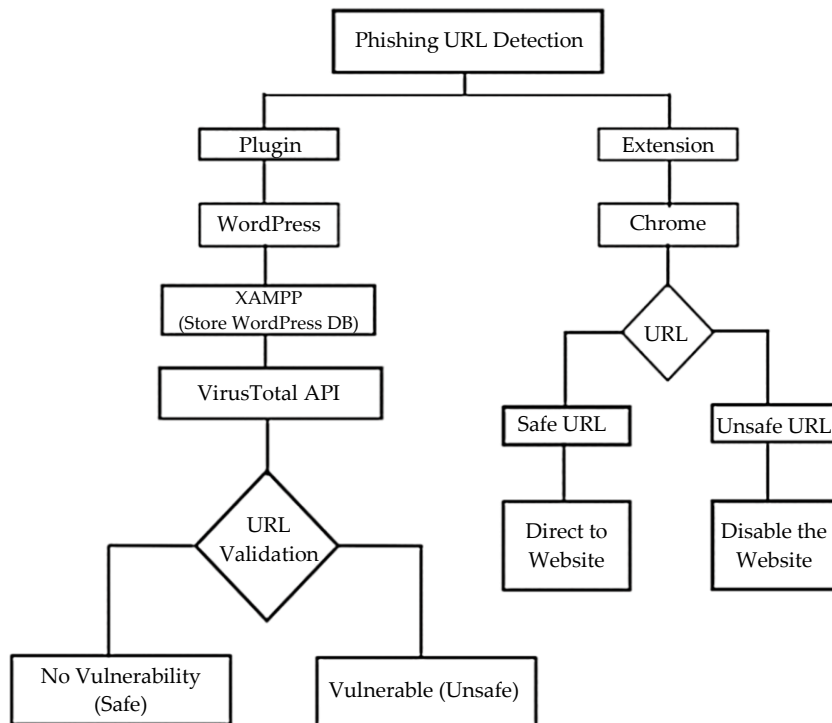 Phishing URL Detection
Plugin
Extension
WordPress
Chrome
XAMPP
(Store WordPress DB)
URL
VirusTotal API
Safe URL
Unsafe URL
URL
Validation
Direct to
Website
Disable the
Website
No Vulnerability
(Safe)
Vulnerable (Unsafe)